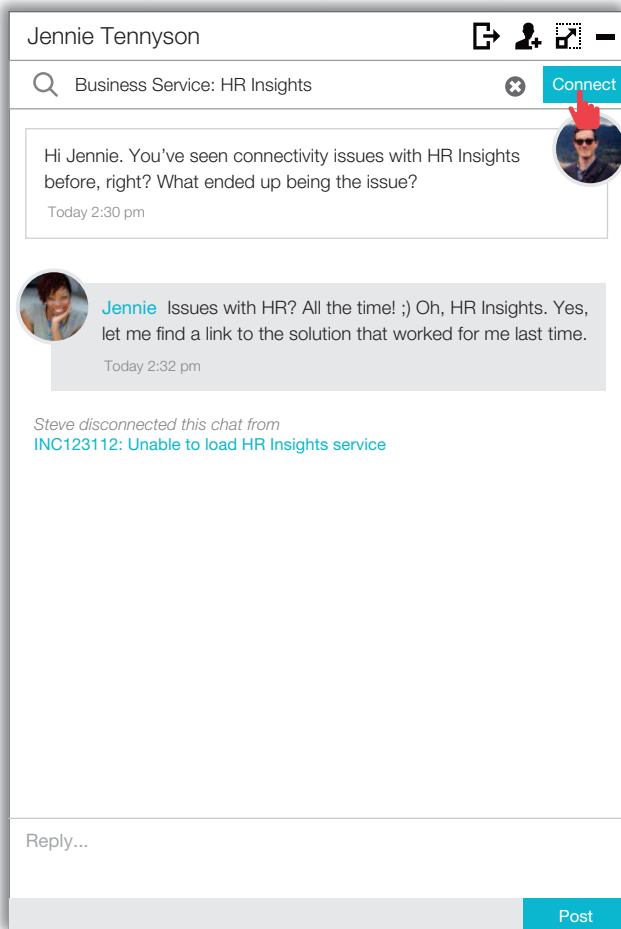 Jennie Tennyson
Business Service: HR Insights
Connect
Hi Jennie. You’ve seen connectivity issues with HR Insights
before, right? What ended up being the issue?
Today 2:30 pm
Jennie Issues with HR? All the time! ;) Oh, HR Insights. Yes,
let me find a link to the solution that worked for me last time.
Today 2:32 pm
Steve disconnected this chat from
INC123112: Unable to load HR Insights service
Reply...
Post